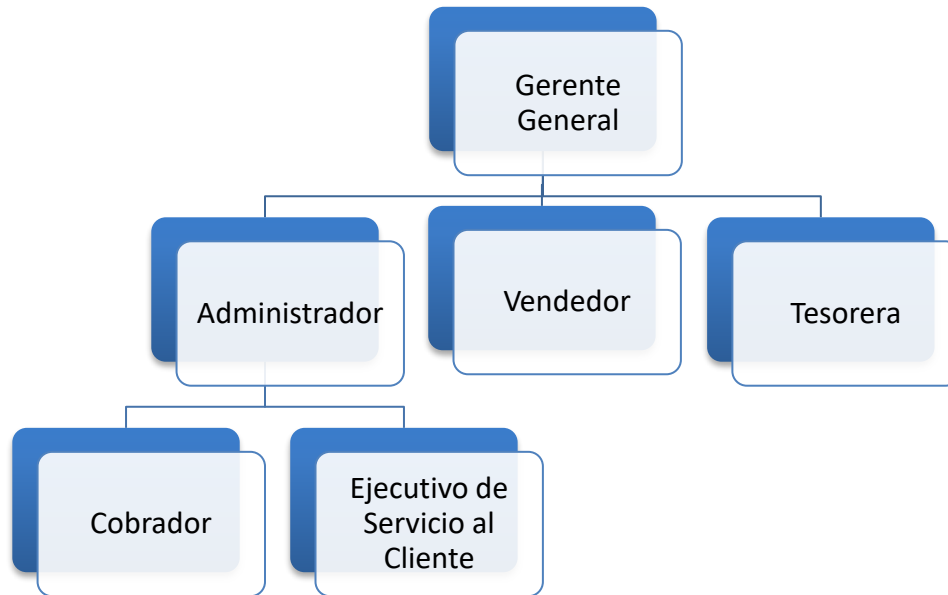 Gerente
General
Administrador
Vendedor
Tesorera
Cobrador
Ejecutivo de
Servicio al
Cliente